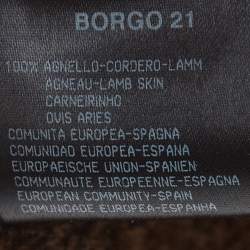 BORGO 21
100% AGNELLO-CORDERO-LAMM
AGNEAU-LAMB SKIN
CARNEIRINHO
OVIS ARIES
COMUNITA EUROPEA-SPAGNA
COMUNIDAD EUROPEA-ESPANA
EUROPAEISCHE UNION-SPANIEN
COMMUNAUTE EUROPEENNE-ESPAGNA
EUROPEAN COMMUNITY-SPAIN
COMUNIDADE EUROPEA-ESPANHA